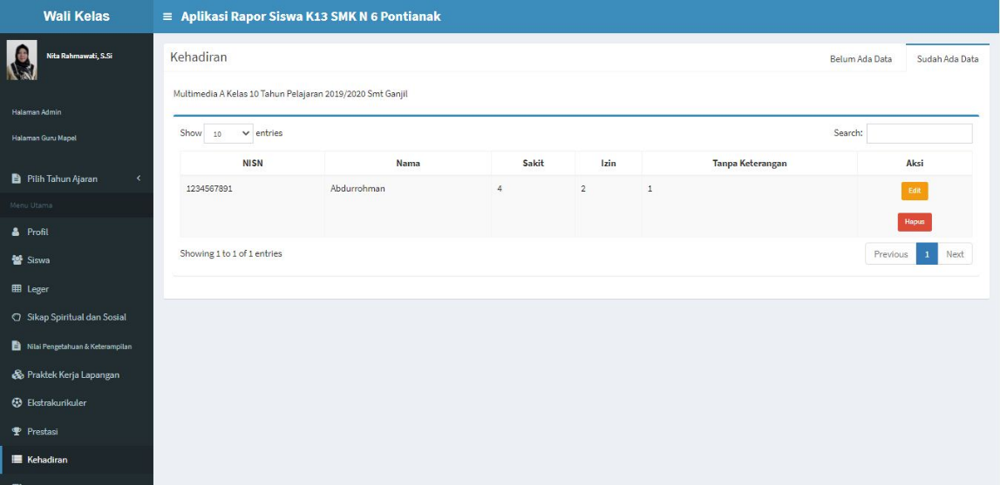 Wali Kelas
Aplikasi Rapor Siswa K13 SMK N 6 Pontianak
Nita Rahmawati, S.Si
Halaman Admin
Halaman Guru Mapel
Pilih Tahun Ajaran
Menu Utama
Profil
Siswa
Leger
Sikap Spiritual dan Sosial
Nilai Pengetahuan & Keterampilan
Praktek Kerja Lapangan
Ekstrakurikuler
Prestasi
Kehadiran
Kehadiran Belum Ada Data Sudah Ada Data
Multimedia A Kelas 10 Tahun Pelajaran 2019/2020 Smt Ganjil
Show 10 entries Search:
NISN Nama Sakit Izin Tanpa Keterangan Aksi
1234567891 Abdurrohman 4 2 1 Edit
Hapus
Showing 1 to 1 of 1 entries Previous 1 Next